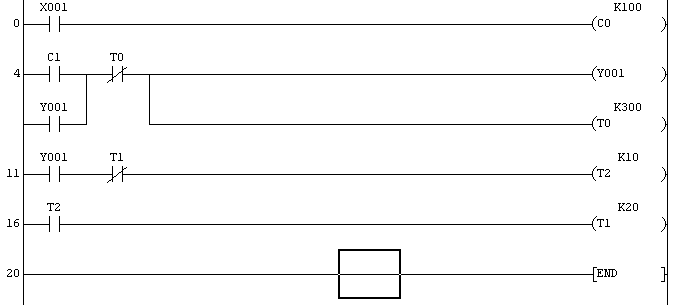 X001 K100
0 C0
C1 T0
4 Y001
Y001 K300
T0
Y001 T1 K10
11 T2
T2 K20
16 T1
20 END